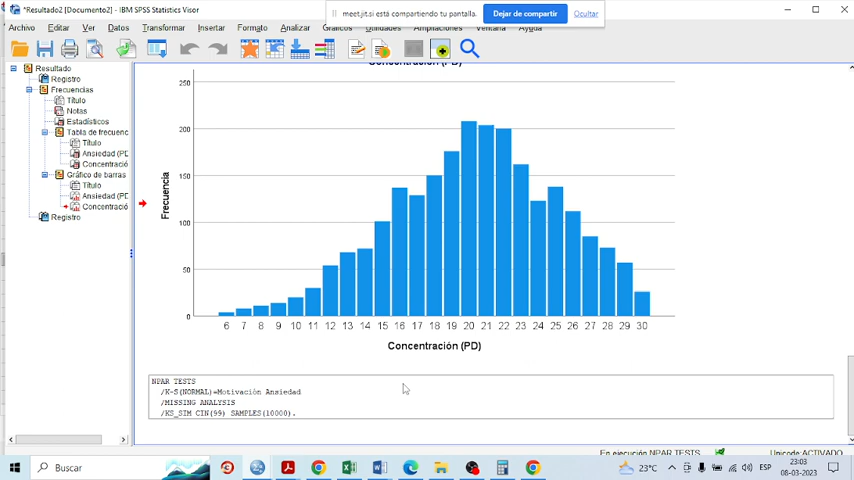 *Resultado2 [Documento2] - IBM SPSS Statistics Visor
meet.jit.si está compartiendo tu pantalla.
Dejar de compartir
Ocultar
Archivo Editar Ver Datos Transformar Insertar Formato Analizar Gráficos Utilidades Ampliaciones Ventana Ayuda
Resultado
Registro
Frecuencias
Título
Notas
Estadísticos
Tabla de frecuenc
Título
Ansiedad (PD
Concentració
Gráfico de barras
Título
Ansiedad (PD
Concentració
Registro
Concentración (PD)
250
200
150
100
50
0
Frecuencia
6 7 8 9 10 11 12 13 14 15 16 17 18 19 20 21 22 23 24 25 26 27 28 29 30
Concentración (PD)
NPAR TESTS
/K-S(NORMAL)=Motivación Ansiedad
/MISSING ANALYSIS
/KS_SIM CIN(99) SAMPLES(10000).
En ejecución NPAR TESTS
Unicode:ACTIVADO
Buscar
23°C
ESP
23:03
08-03-2023